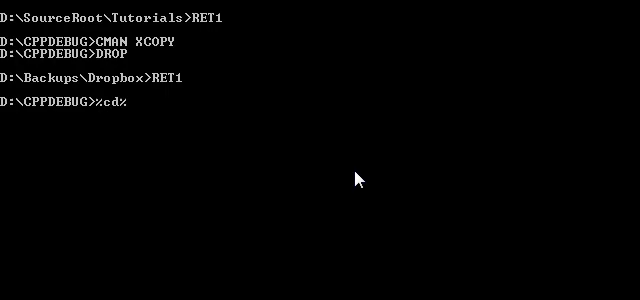 D:\SourceRoot\Tutorials>RET1
D:\CPPDEBUG>CMAN XCOPY
D:\CPPDEBUG>DROP
D:\Backups\Dropbox>RET1
D:\CPPDEBUG>%cd%